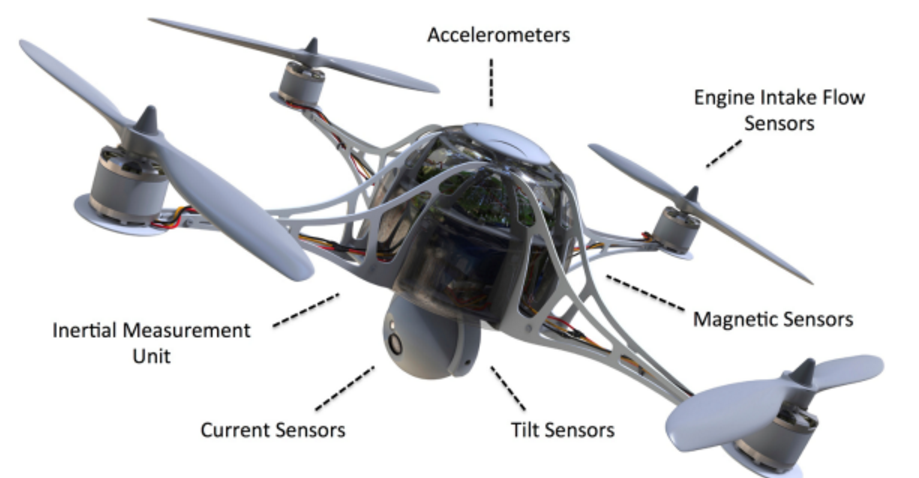 Accelerometers
Engine Intake Flow
Sensors
Magnetic Sensors
Inertial Measurement
Unit
Current Sensors
Tilt Sensors